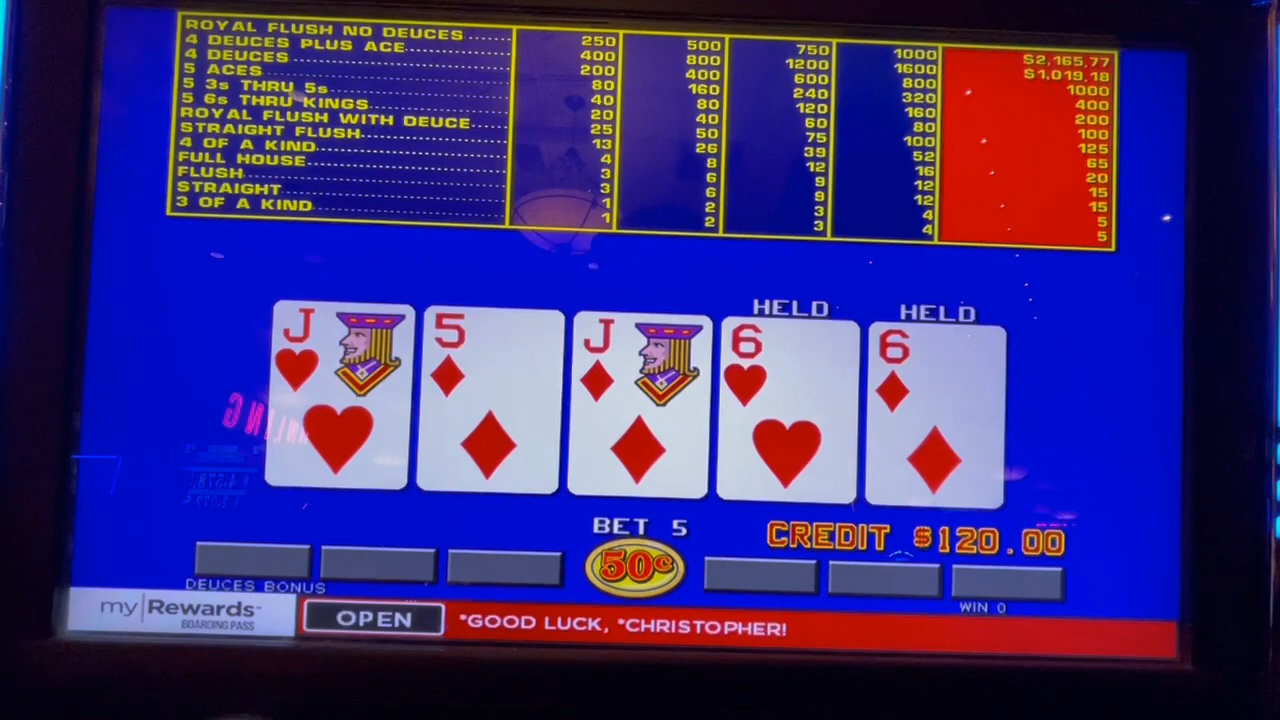 ROYAL FLUSH NO DEUCES 250 500 750 1000 $2,165.77
4 DEUCES PLUS ACE 400 800 1200 1600 $1,019.18
4 DEUCES 200 400 600 800 1000
5 ACES 80 160 240 320 400
5 3s THRU 5s 40 80 120 160 200
5 6s THRU KINGS 20 40 60 80 100
ROYAL FLUSH WITH DEUCE 25 50 75 100 125
STRAIGHT FLUSH 13 26 39 52 65
4 OF A KIND 4 8 12 16 20
FULL HOUSE 3 6 9 12 15
FLUSH 3 6 9 12 15
STRAIGHT 1 2 3 4 5
3 OF A KIND 1 2 3 4 5
HELD HELD
J 5 J 6 6
BET 5 CREDIT $120.00
50¢
DEUCES BONUS WIN 0
my|Rewards OPEN *GOOD LUCK, *CHRISTOPHER!
BOARDING PASS